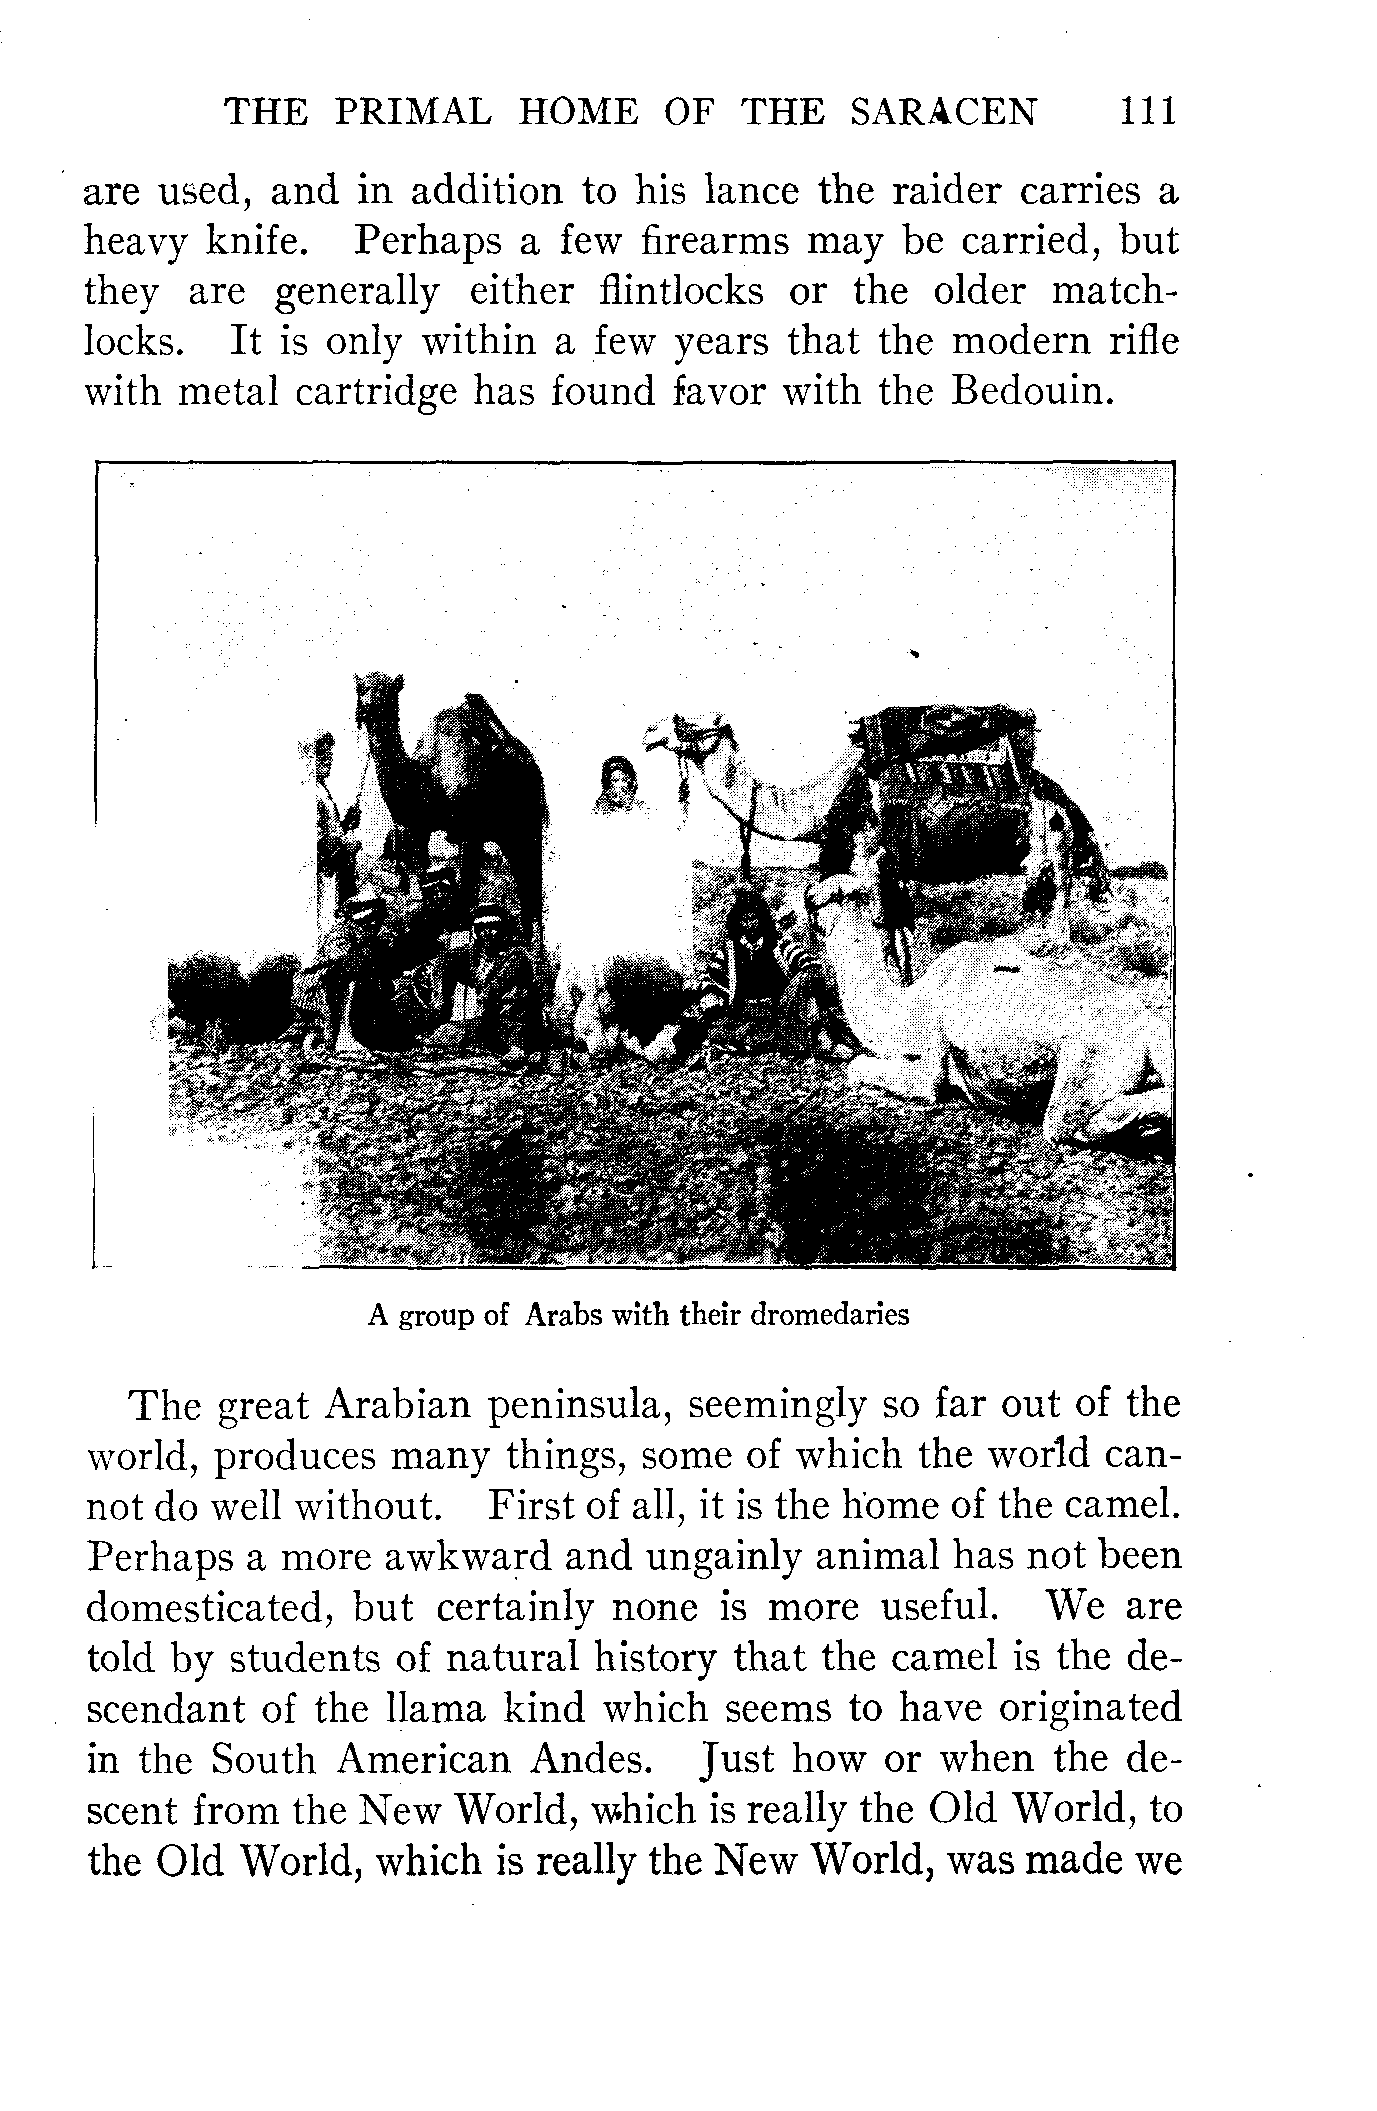 THE PRIMAL HOME OF THE SARACEN 111
are used, and in addition to his lance the raider carries a
heavy knife. Perhaps a few firearms may be carried, but
they are generally either flintlocks or the older match-
locks. It is only within a few years that the modern rifle
with metal cartridge has found favor with the Bedouin.
A group of Arabs with their dromedaries
The great Arabian peninsula, seemingly so far out of the
world, produces many things, some of which the world can-
not do well without. First of all, it is the home of the camel.
Perhaps a more awkward and ungainly animal has not been
domesticated, but certainly none is more useful. We are
told by students of natural history that the camel is the de-
scendant of the llama kind which seems to have originated
in the South American Andes. Just how or when the de-
scent from the New World, which is really the Old World, to
the Old World, which is really the New World, was made we